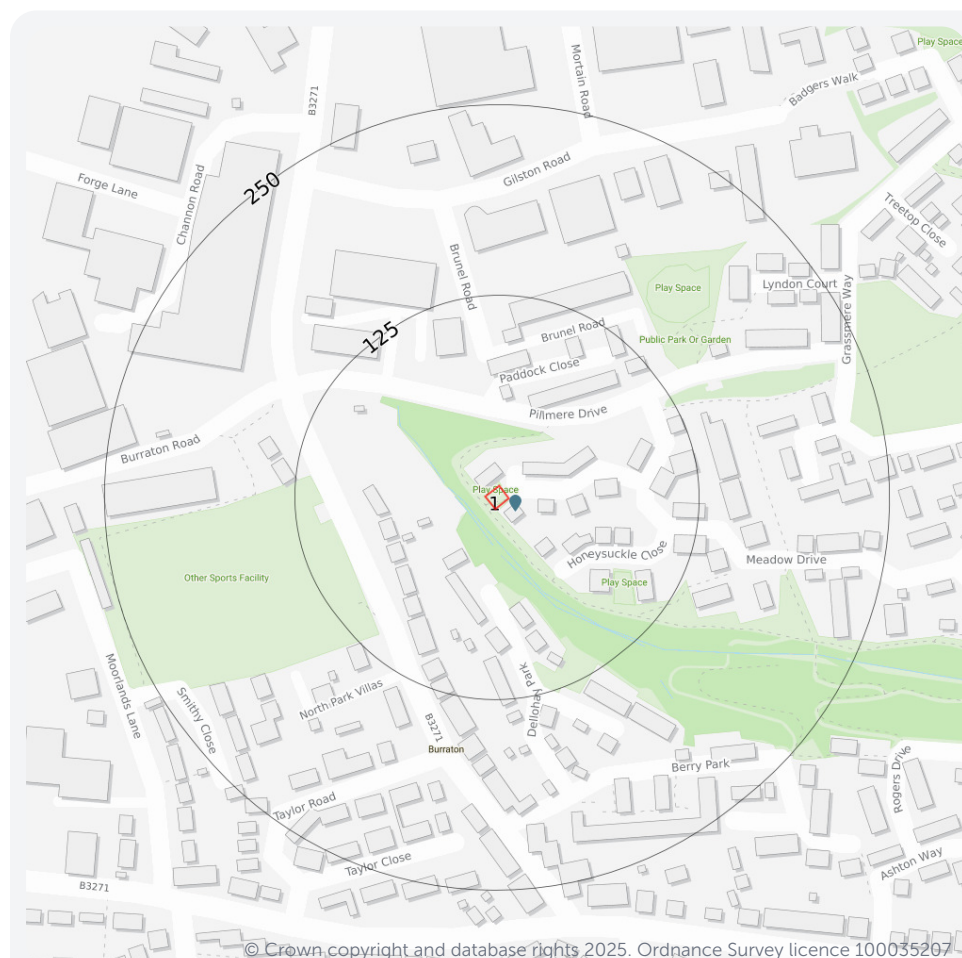 Play Space
Mortain Road
Badgers Walk
B3271
Gilston Road
Forge Lane
Channon Road
250
Treetop Close
Brunel Road
Play Space
Lyndon Court
Grassmere Way
125
Brunel Road
Public Park Or Garden
Paddock Close
Pillmere Drive
Burraton Road
Play Space
1
Honeysuckle Close
Meadow Drive
Other Sports Facility
Play Space
Moorlands Lane
Smithy Close
North Park Villas
Dellohay Park
B3271
Burraton
Berry Park
Rogers Drive
Taylor Road
Taylor Close
Ashton Way
B3271
© Crown copyright and database rights 2025. Ordnance Survey licence 100035207